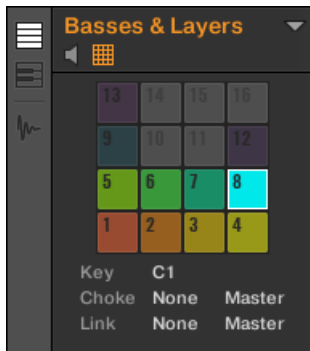 Basses & Layers
13 14 15 16
9 10 11 12
5 6 7 8
1 2 3 4
Key C1
Choke None Master
Link None Master